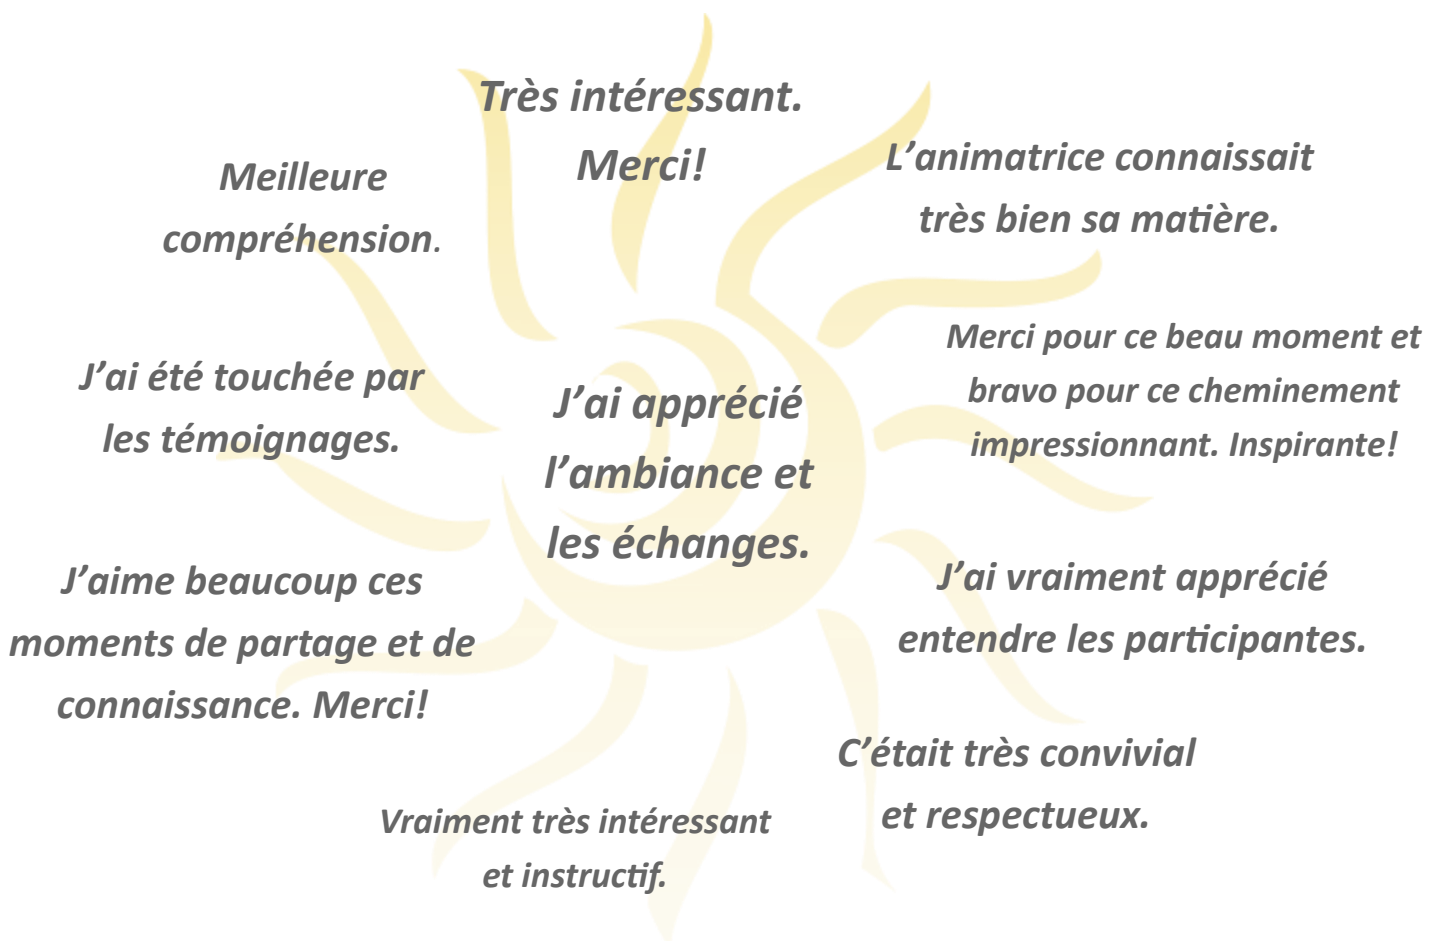 Très intéressant.
Merci!
Meilleure
compréhension.
L’animatrice connaissait
très bien sa matière.
J’ai été touchée par
les témoignages.
J’ai apprécié
l’ambiance et
les échanges.
Merci pour ce beau moment et
bravo pour ce cheminement
impressionnant. Inspirante!
J’aime beaucoup ces
moments de partage et de
connaissance. Merci!
J’ai vraiment apprécié
entendre les participantes.
C’était très convivial
et respectueux.
Vraiment très intéressant
et instructif.